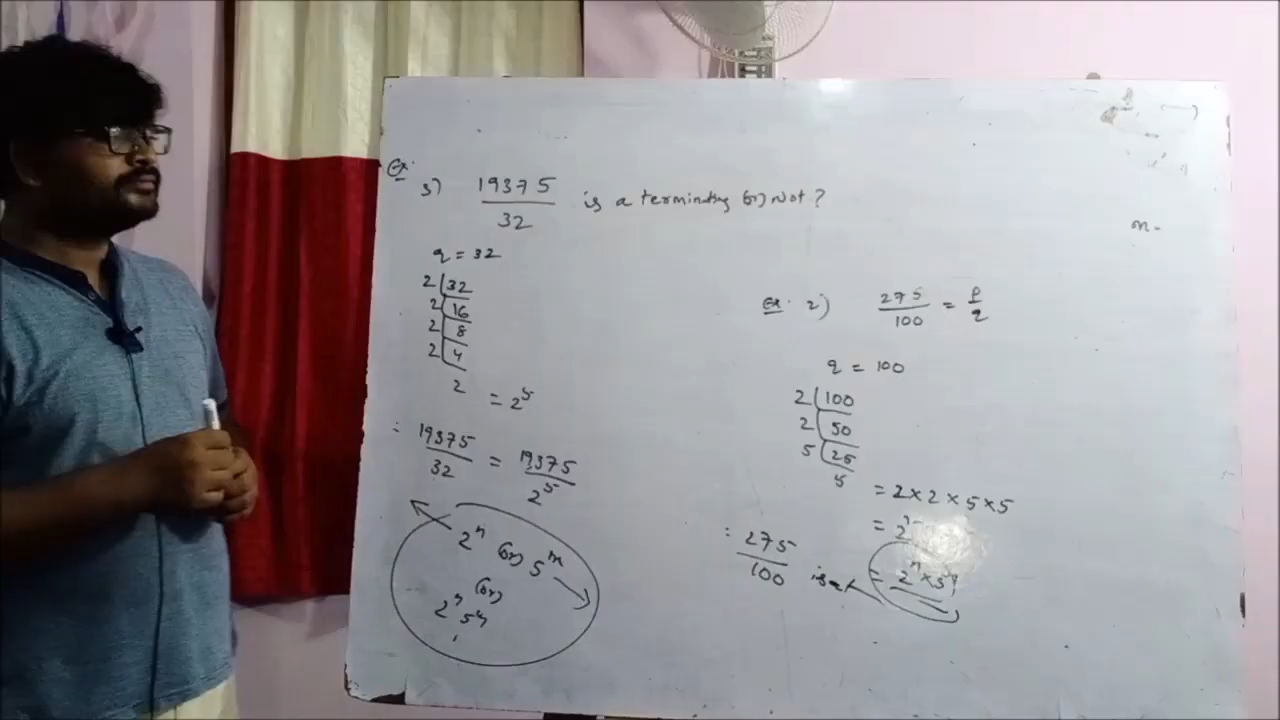 Ex.
3) 19375/32 is a terminating (or) Not?
q = 32
2 | 32
2 | 16
2 | 8
2 | 4
2
= 2^5
∴ 19375/32 = 19375/2^5
2^n (or) 5^m
(or)
2^n 5^n
m-
Ex. 2) 275/100 = p/q
q = 100
2 | 100
2 | 50
5 | 25
5
= 2×2×5×5
∴ 275/100 is a
= 2^n × 5^n